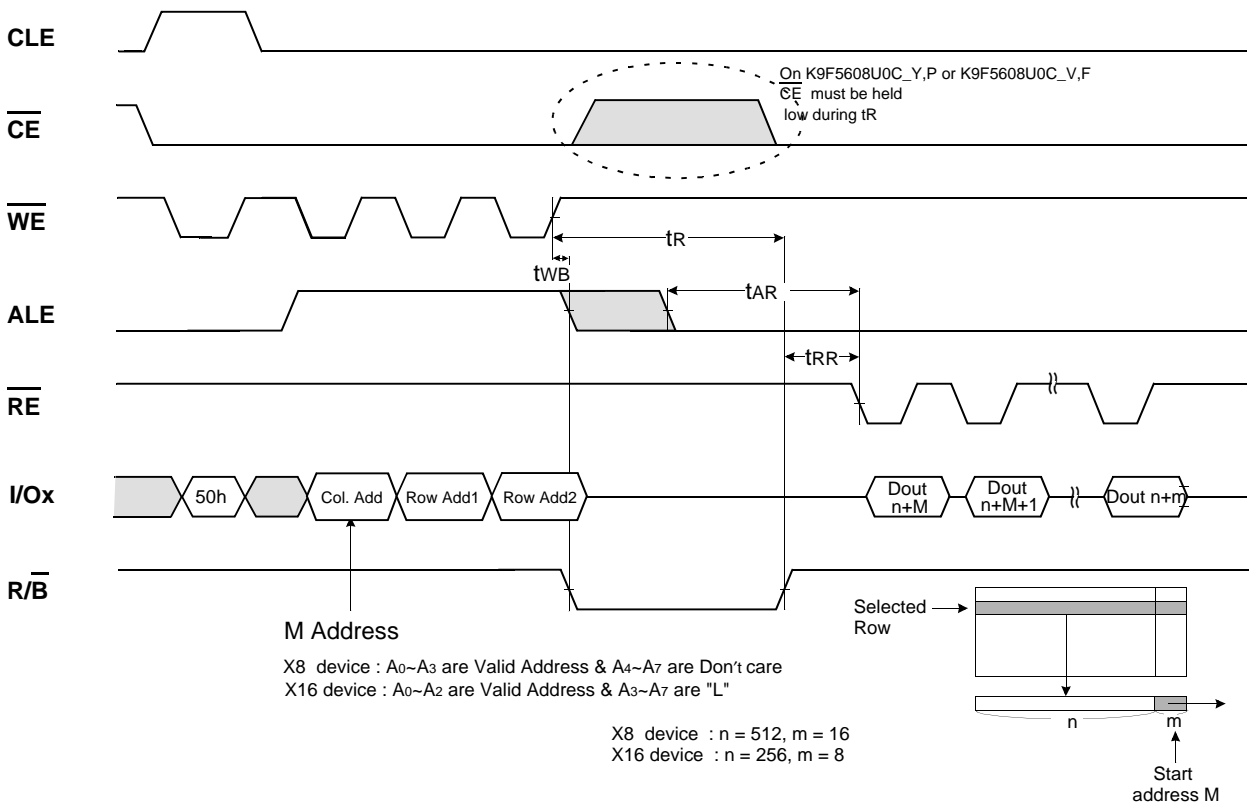 CLE
On K9F5608U0C_Y,P or K9F5608U0C_V,F
CE must be held
low during tR
CE
WE
tR
tWB
tAR
ALE
tRR
RE
I/Ox
50h
Col. Add
Row Add1
Row Add2
Dout
n+M
Dout
n+M+1
Dout n+m
R/B
Selected
Row
M Address
X8 device : A0~A3 are Valid Address & A4~A7 are Don't care
X16 device : A0~A2 are Valid Address & A3~A7 are "L"
n
m
X8 device : n = 512, m = 16
X16 device : n = 256, m = 8
Start
address M